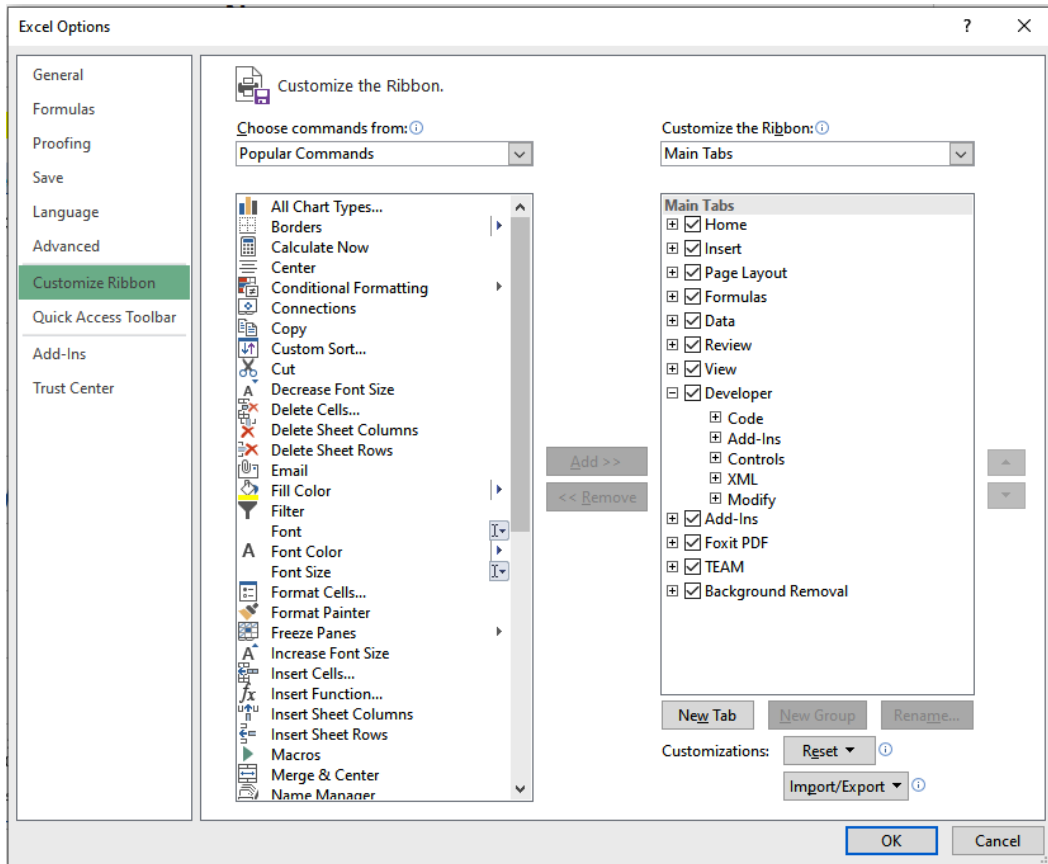 Excel Options
?
General
Formulas
Proofing
Save
Language
Advanced
Customize Ribbon
Quick Access Toolbar
Add-Ins
Trust Center
Customize the Ribbon.
Choose commands from:
Popular Commands
All Chart Types...
Borders
Calculate Now
Center
Conditional Formatting
Connections
Copy
Custom Sort...
Cut
Decrease Font Size
Delete Cells...
Delete Sheet Columns
Delete Sheet Rows
Email
Fill Color
Filter
Font
Font Color
Font Size
Format Cells...
Format Painter
Freeze Panes
Increase Font Size
Insert Cells...
Insert Function...
Insert Sheet Columns
Insert Sheet Rows
Macros
Merge & Center
Name Manager
Add >>
<< Remove
Customize the Ribbon:
Main Tabs
Main Tabs
Home
Insert
Page Layout
Formulas
Data
Review
View
Developer
Code
Add-Ins
Controls
XML
Modify
Add-Ins
Foxit PDF
TEAM
Background Removal
New Tab
New Group
Rename...
Customizations:
Reset
Import/Export
OK
Cancel